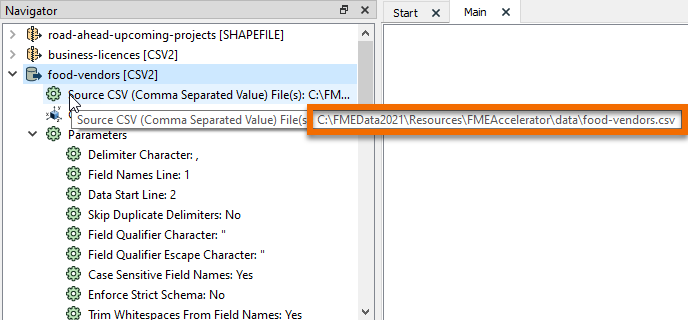 Navigator
Start
Main
road-ahead-upcoming-projects [SHAPEFILE]
business-licences [CSV2]
food-vendors [CSV2]
Source CSV (Comma Separated Value) File(s): C:\FM...
Source CSV (Comma Separated Value) File(s C:\FMEData2021\Resources\FMEAccelerator\data\food-vendors.csv
Parameters
Delimiter Character: ,
Field Names Line: 1
Data Start Line: 2
Skip Duplicate Delimiters: No
Field Qualifier Character: "
Field Qualifier Escape Character: "
Case Sensitive Field Names: Yes
Enforce Strict Schema: No
Trim Whitespaces From Field Names: Yes